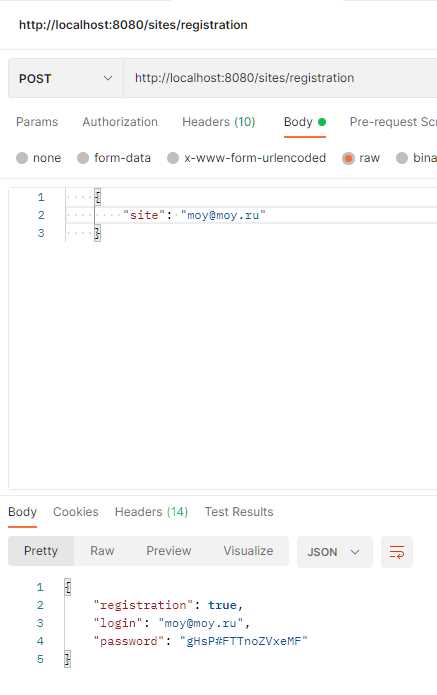 http://localhost:8080/sites/registration
POST http://localhost:8080/sites/registration
Params Authorization Headers (10) Body Pre-request Scr
none form-data x-www-form-urlencoded raw bina
1 {
2 "site": "moy@moy.ru"
3 }
Body Cookies Headers (14) Test Results
Pretty Raw Preview Visualize JSON
1 {
2 "registration": true,
3 "login": "moy@moy.ru",
4 "password": "gHsP#FTTnoZVxeMF"
5 }